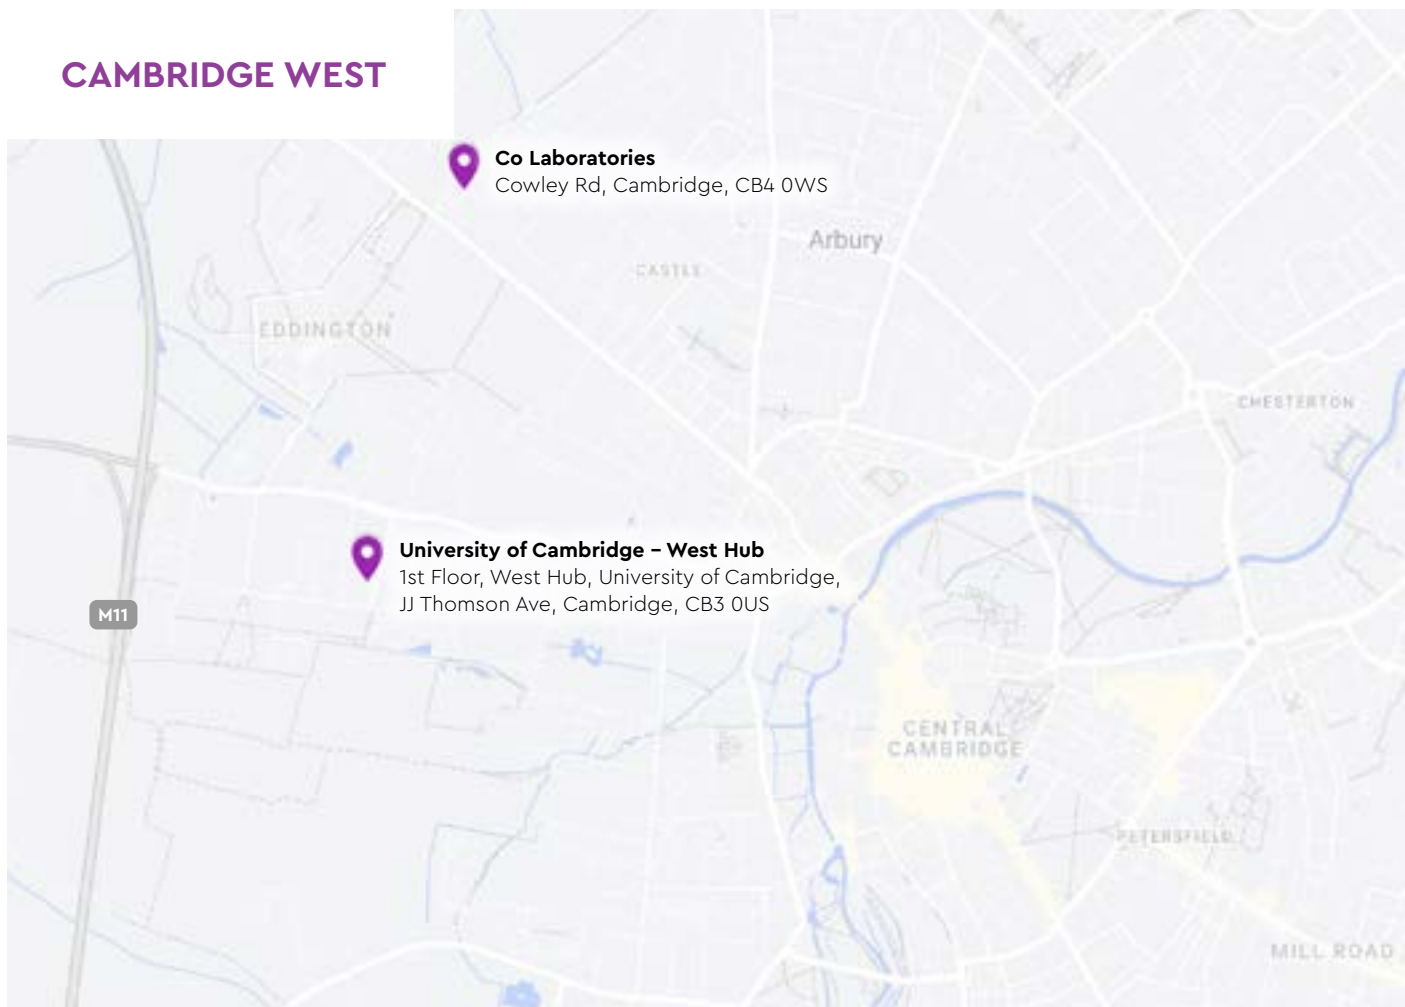 CAMBRIDGE WEST
Co Laboratories
Cowley Rd, Cambridge, CB4 0WS
Arbury
CASTLE
EDDINGTON
CHESTERTON
University of Cambridge – West Hub
1st Floor, West Hub, University of Cambridge,
JJ Thomson Ave, Cambridge, CB3 0US
M11
CENTRAL
CAMBRIDGE
PETERSFIELD
MILL ROAD